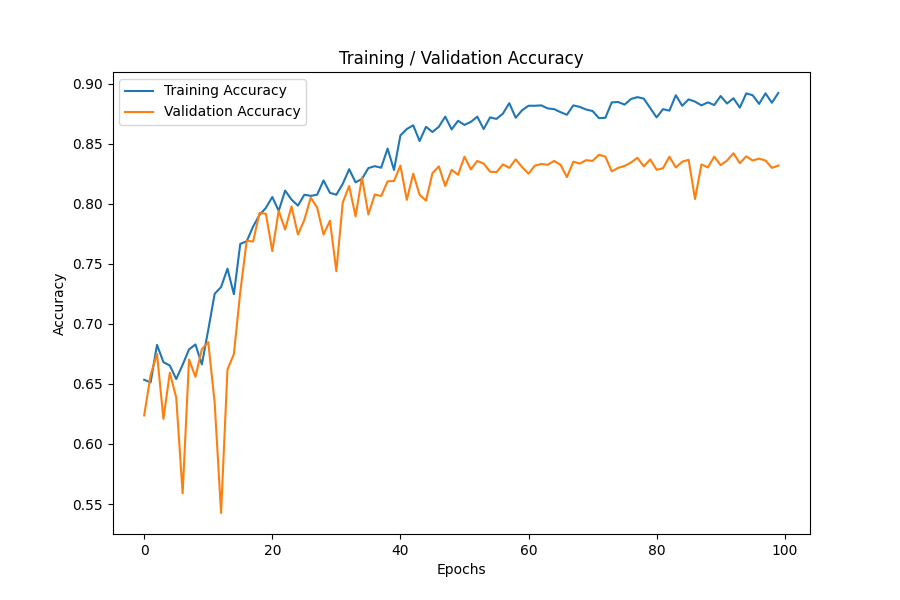 Training / Validation Accuracy
Training Accuracy
Validation Accuracy
0.90
0.85
0.80
0.75
0.70
0.65
0.60
0.55
Accuracy
0 20 40 60 80 100
Epochs